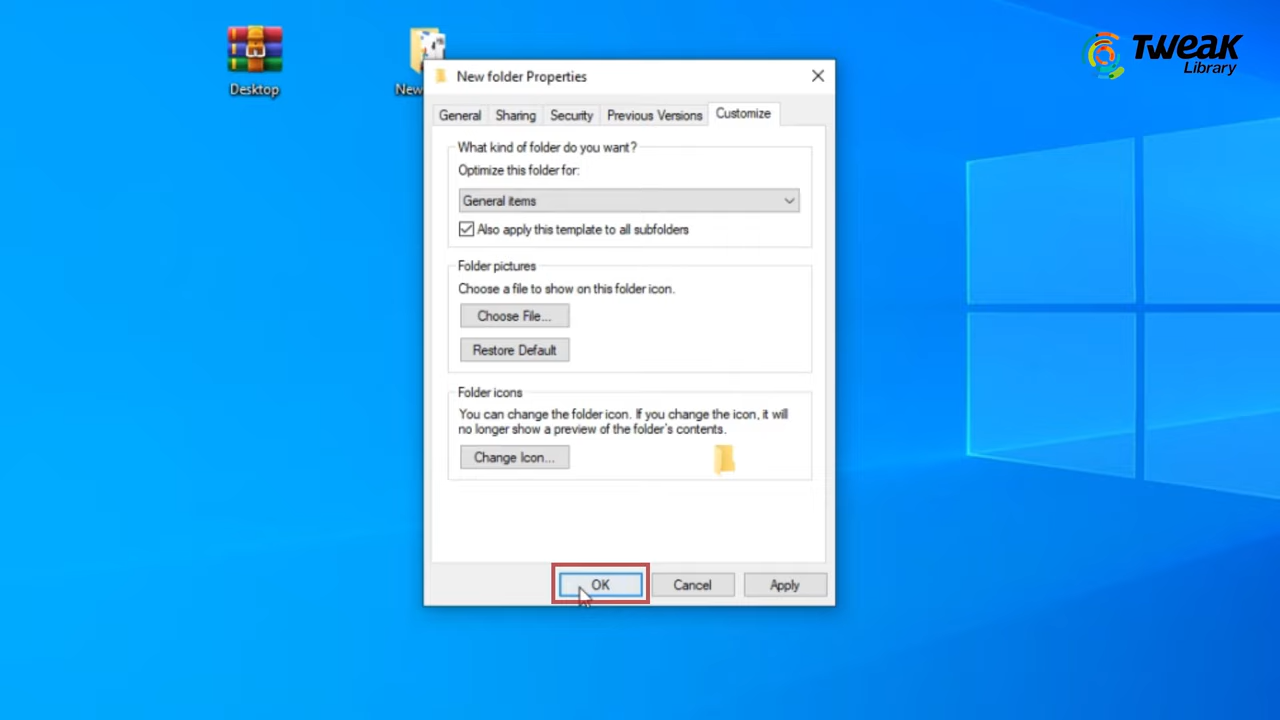 Desktop
New
TWEAK
Library
New folder Properties
General
Sharing
Security
Previous Versions
Customize
What kind of folder do you want?
Optimize this folder for:
General items
Also apply this template to all subfolders
Folder pictures
Choose a file to show on this folder icon.
Choose File...
Restore Default
Folder icons
You can change the folder icon. If you change the icon, it will
no longer show a preview of the folder's contents.
Change Icon...
OK
Cancel
Apply